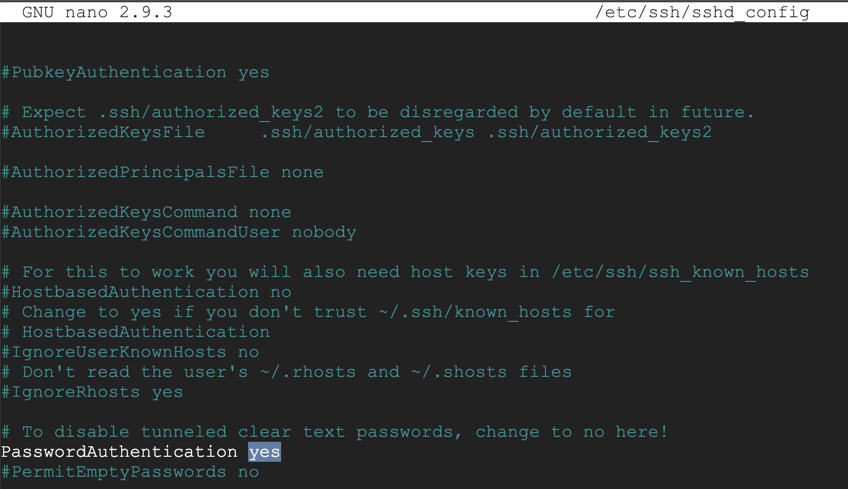 GNU nano 2.9.3 /etc/ssh/sshd_config
#PubkeyAuthentication yes
# Expect .ssh/authorized_keys2 to be disregarded by default in future.
#AuthorizedKeysFile .ssh/authorized_keys .ssh/authorized_keys2
#AuthorizedPrincipalsFile none
#AuthorizedKeysCommand none
#AuthorizedKeysCommandUser nobody
# For this to work you will also need host keys in /etc/ssh/ssh_known_hosts
#HostbasedAuthentication no
# Change to yes if you don't trust ~/.ssh/known_hosts for
# HostbasedAuthentication
#IgnoreUserKnownHosts no
# Don't read the user's ~/.rhosts and ~/.shosts files
#IgnoreRhosts yes
# To disable tunneled clear text passwords, change to no here!
PasswordAuthentication yes
#PermitEmptyPasswords no